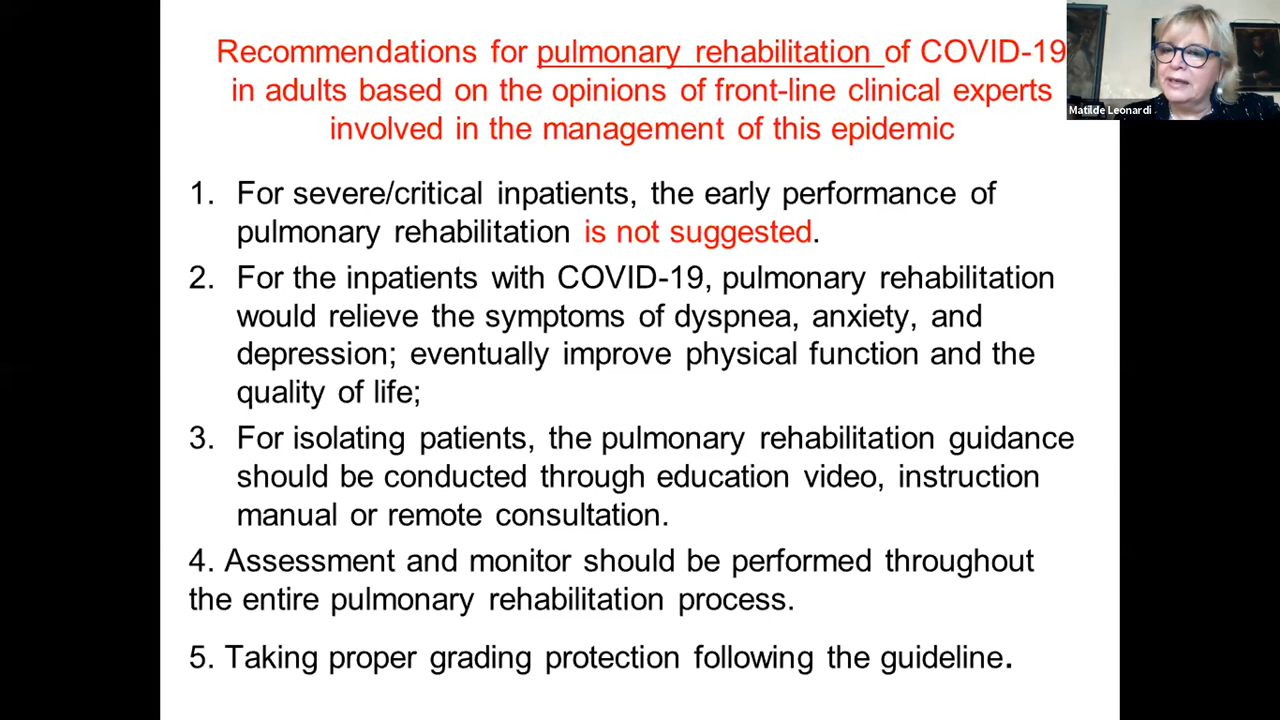 Recommendations for pulmonary rehabilitation of COVID-19
in adults based on the opinions of front-line clinical experts
involved in the management of this epidemic
Matilde Leonardi
1. For severe/critical inpatients, the early performance of
pulmonary rehabilitation is not suggested.
2. For the inpatients with COVID-19, pulmonary rehabilitation
would relieve the symptoms of dyspnea, anxiety, and
depression; eventually improve physical function and the
quality of life;
3. For isolating patients, the pulmonary rehabilitation guidance
should be conducted through education video, instruction
manual or remote consultation.
4. Assessment and monitor should be performed throughout
the entire pulmonary rehabilitation process.
5. Taking proper grading protection following the guideline.